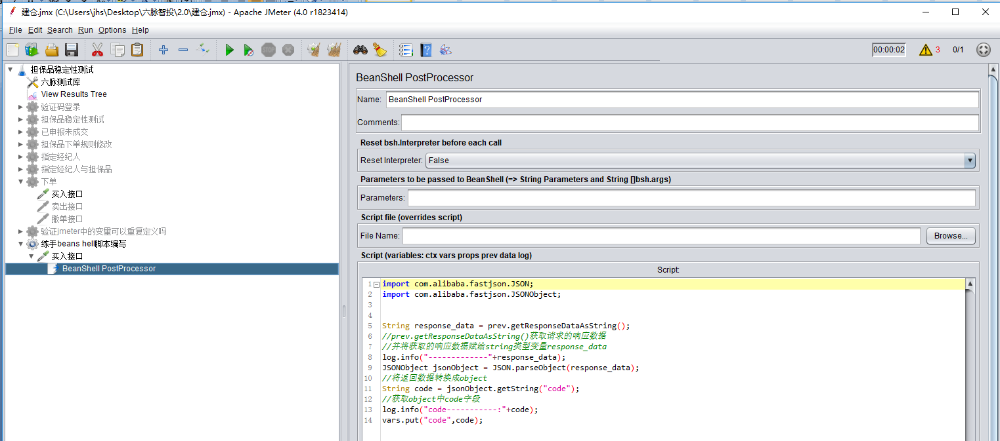 建仓.jmx (C:\Users\jhs\Desktop\六脉智投\2.0\建仓.jmx) - Apache JMeter (4.0 r1823414)
File Edit Search Run Options Help
STOP
00:00:02 3 0/1
担保品稳定性测试
六脉测试库
View Results Tree
验证码登录
担保品稳定性测试
已申报未成交
担保品下单规则修改
指定经纪人
指定经纪人与担保品
下单
买入接口
卖出接口
撤单接口
验证jmeter中的变量可以重复定义吗
练手beans hell脚本编写
买入接口
BeanShell PostProcessor
BeanShell PostProcessor
Name: BeanShell PostProcessor
Comments:
Reset bsh.Interpreter before each call
Reset Interpreter: False
Parameters to be passed to BeanShell (=> String Parameters and String []bsh.args)
Parameters:
Script file (overrides script)
File Name: Browse...
Script (variables: ctx vars props prev data log)
Script:
1 import com.alibaba.fastjson.JSON;
2 import com.alibaba.fastjson.JSONObject;
3
4
5 String response_data = prev.getResponseDataAsString();
6 //prev.getResponseDataAsString()获取请求的响应数据
7 //并将获取的响应数据赋给string类型变量response_data
8 log.info("-------------"+response_data);
9 JSONObject jsonObject = JSON.parseObject(response_data);
10 //将返回数据转换成object
11 String code = jsonObject.getString("code");
12 //获取object中code字段
13 log.info("code-----------:"+code);
14 vars.put("code",code);